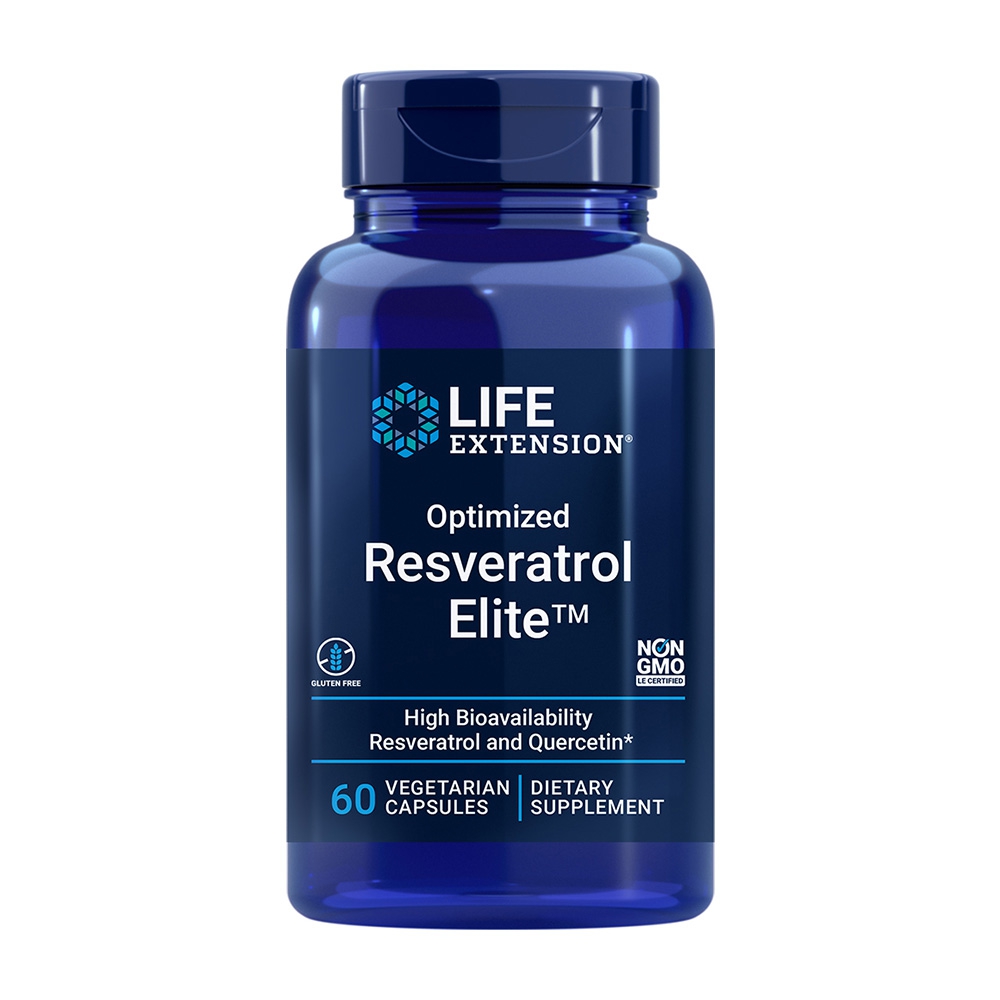 LIFE
EXTENSION®
Optimized
Resveratrol
Elite™
GLUTEN FREE
NON
GMO
LE CERTIFIED
High Bioavailability
Resveratrol and Quercetin*
60 VEGETARIAN CAPSULES
DIETARY SUPPLEMENT